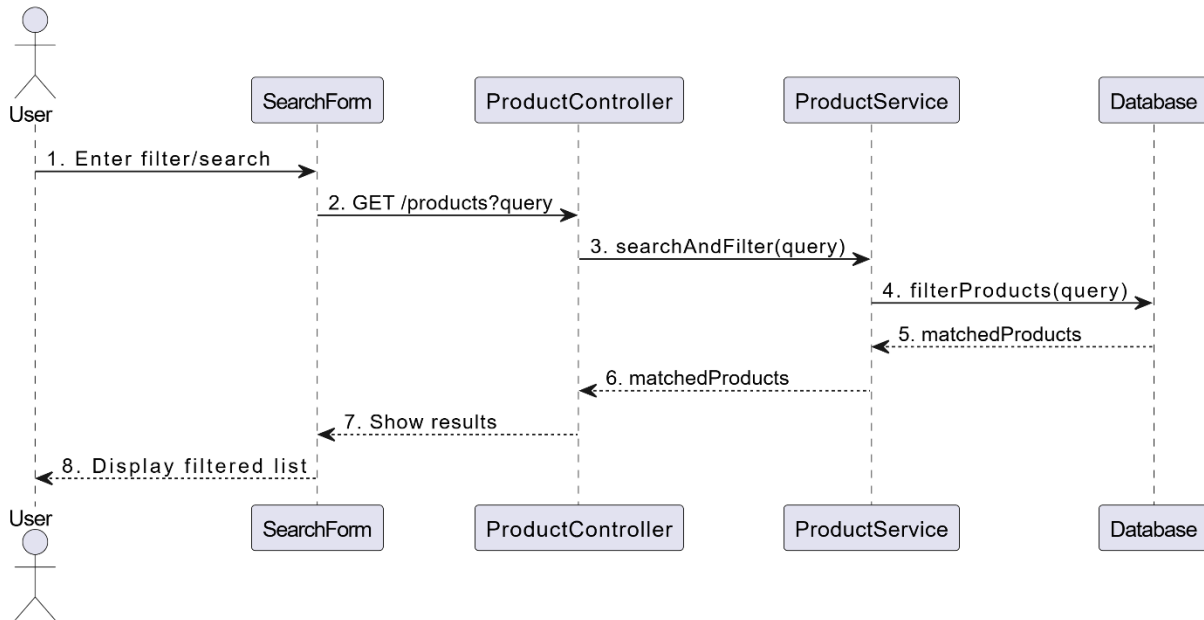 User
SearchForm
ProductController
ProductService
Database
1. Enter filter/search
2. GET /products?query
3. searchAndFilter(query)
4. filterProducts(query)
5. matchedProducts
6. matchedProducts
7. Show results
8. Display filtered list
User
SearchForm
ProductController
ProductService
Database